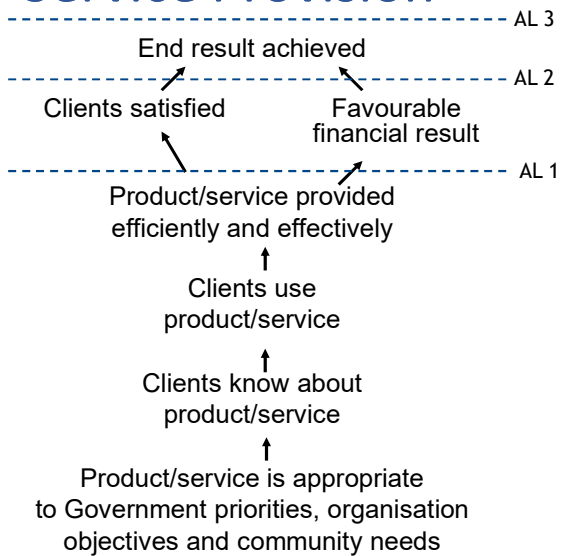 Service Provision
AL 3
End result achieved
AL 2
Clients satisfied
Favourable
financial result
AL 1
Product/service provided
efficiently and effectively
Clients use
product/service
Clients know about
product/service
Product/service is appropriate
to Government priorities, organisation
objectives and community needs